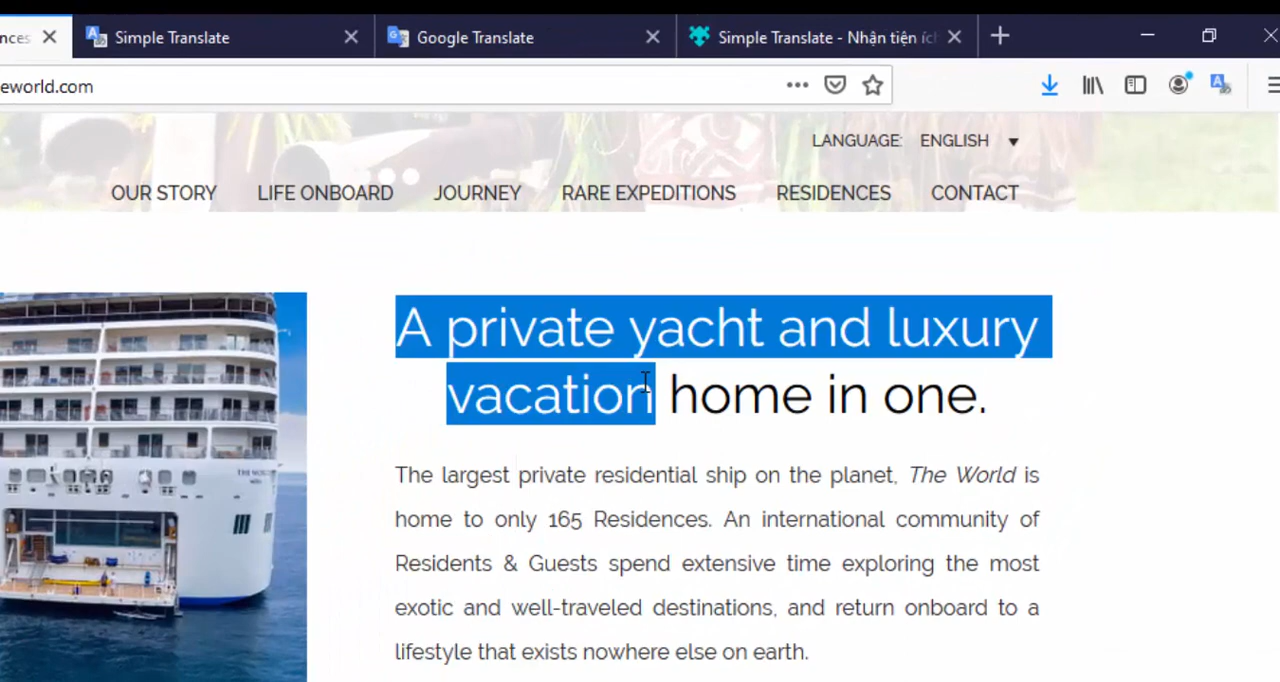 nces
Simple Translate
Google Translate
Simple Translate - Nhận tiện ích
eworld.com
LANGUAGE: ENGLISH
OUR STORY LIFE ONBOARD JOURNEY RARE EXPEDITIONS RESIDENCES CONTACT
A private yacht and luxury
vacation home in one.
The largest private residential ship on the planet, The World is
home to only 165 Residences. An international community of
Residents & Guests spend extensive time exploring the most
exotic and well-traveled destinations, and return onboard to a
lifestyle that exists nowhere else on earth.